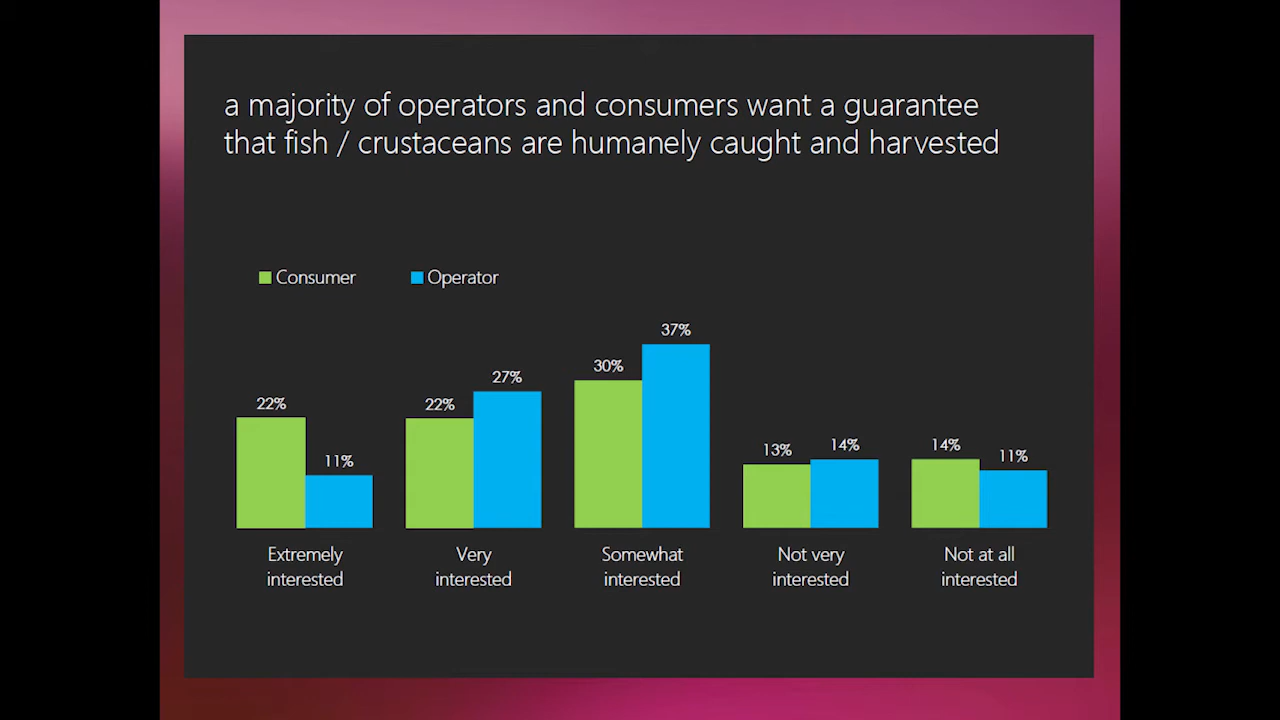 a majority of operators and consumers want a guarantee
that fish / crustaceans are humanely caught and harvested
Consumer
Operator
22%
11%
22%
27%
30%
37%
13%
14%
14%
11%
Extremely
interested
Very
interested
Somewhat
interested
Not very
interested
Not at all
interested